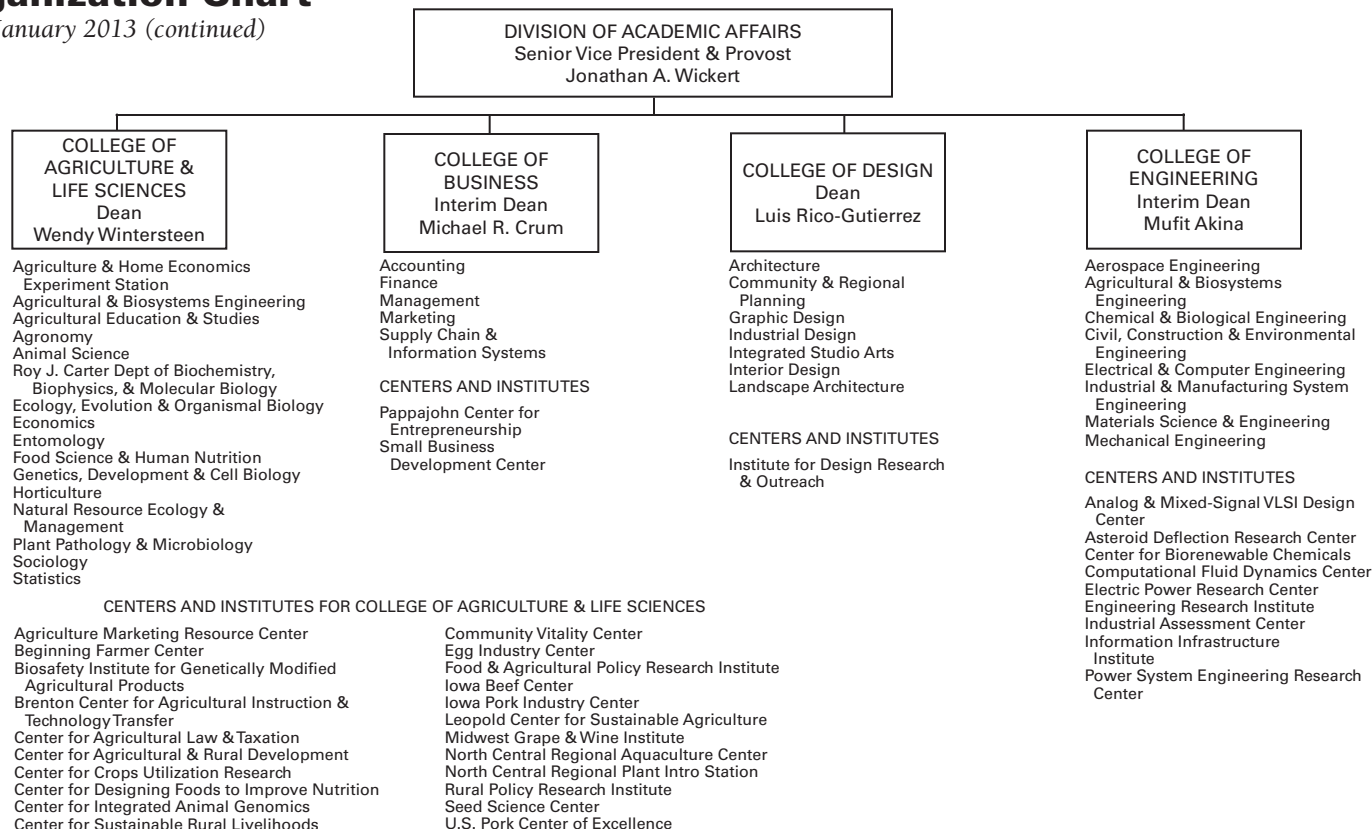 ganization Chart
January 2013 (continued)
DIVISION OF ACADEMIC AFFAIRS
Senior Vice President & Provost
Jonathan A. Wickert
COLLEGE OF
AGRICULTURE &
LIFE SCIENCES
Dean
Wendy Wintersteen
Agriculture & Home Economics
Experiment Station
Agricultural & Biosystems Engineering
Agricultural Education & Studies
Agronomy
Animal Science
Roy J. Carter Dept of Biochemistry,
Biophysics, & Molecular Biology
Ecology, Evolution & Organismal Biology
Economics
Entomology
Food Science & Human Nutrition
Genetics, Development & Cell Biology
Horticulture
Natural Resource Ecology &
Management
Plant Pathology & Microbiology
Sociology
Statistics
COLLEGE OF
BUSINESS
Interim Dean
Michael R. Crum
Accounting
Finance
Management
Marketing
Supply Chain &
Information Systems
CENTERS AND INSTITUTES
Pappajohn Center for
Entrepreneurship
Small Business
Development Center
COLLEGE OF DESIGN
Dean
Luis Rico-Gutierrez
Architecture
Community & Regional
Planning
Graphic Design
Industrial Design
Integrated Studio Arts
Interior Design
Landscape Architecture
CENTERS AND INSTITUTES
Institute for Design Research
& Outreach
COLLEGE OF
ENGINEERING
Interim Dean
Mufit Akina
Aerospace Engineering
Agricultural & Biosystems
Engineering
Chemical & Biological Engineering
Civil, Construction & Environmental
Engineering
Electrical & Computer Engineering
Industrial & Manufacturing System
Engineering
Materials Science & Engineering
Mechanical Engineering
CENTERS AND INSTITUTES
Analog & Mixed-Signal VLSI Design
Center
Asteroid Deflection Research Center
Center for Biorenewable Chemicals
Computational Fluid Dynamics Center
Electric Power Research Center
Engineering Research Institute
Industrial Assessment Center
Information Infrastructure
Institute
Power System Engineering Research
Center
CENTERS AND INSTITUTES FOR COLLEGE OF AGRICULTURE & LIFE SCIENCES
Agriculture Marketing Resource Center
Beginning Farmer Center
Biosafety Institute for Genetically Modified
Agricultural Products
Brenton Center for Agricultural Instruction &
Technology Transfer
Center for Agricultural Law & Taxation
Center for Agricultural & Rural Development
Center for Crops Utilization Research
Center for Designing Foods to Improve Nutrition
Center for Integrated Animal Genomics
Center for Sustainable Rural Livelihoods
Community Vitality Center
Egg Industry Center
Food & Agricultural Policy Research Institute
Iowa Beef Center
Iowa Pork Industry Center
Leopold Center for Sustainable Agriculture
Midwest Grape & Wine Institute
North Central Regional Aquaculture Center
North Central Regional Plant Intro Station
Rural Policy Research Institute
Seed Science Center
U.S. Pork Center of Excellence